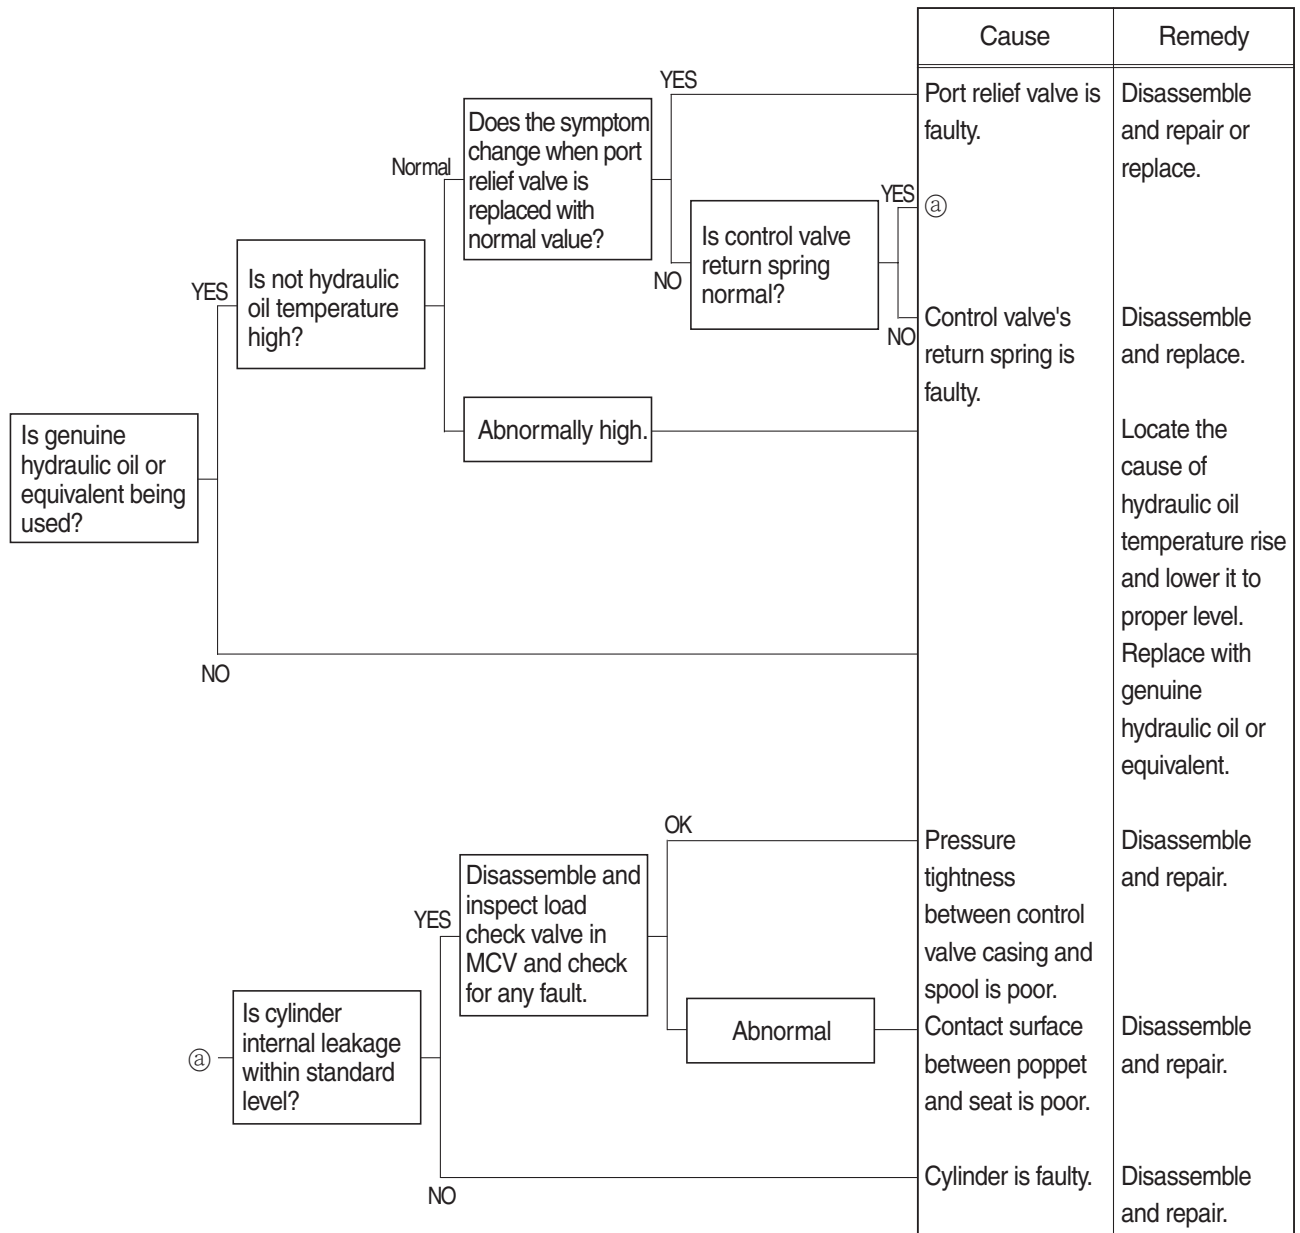 Cause
Remedy
YES
Port relief valve is
faulty.
Disassemble
and repair or
replace.
Does the symptom
change when port
relief valve is
replaced with
normal value?
Normal
YES
ⓐ
Is control valve
return spring
normal?
NO
NO
Control valve's
return spring is
faulty.
Disassemble
and replace.
YES
Is not hydraulic
oil temperature
high?
Abnormally high.
Locate the
cause of
hydraulic oil
temperature rise
and lower it to
proper level.
Is genuine
hydraulic oil or
equivalent being
used?
NO
Replace with
genuine
hydraulic oil or
equivalent.
OK
Pressure
tightness
between control
valve casing and
spool is poor.
Disassemble
and repair.
YES
Disassemble and
inspect load
check valve in
MCV and check
for any fault.
Abnormal
Contact surface
between poppet
and seat is poor.
Disassemble
and repair.
ⓐ
Is cylinder
internal leakage
within standard
level?
NO
Cylinder is faulty.
Disassemble
and repair.